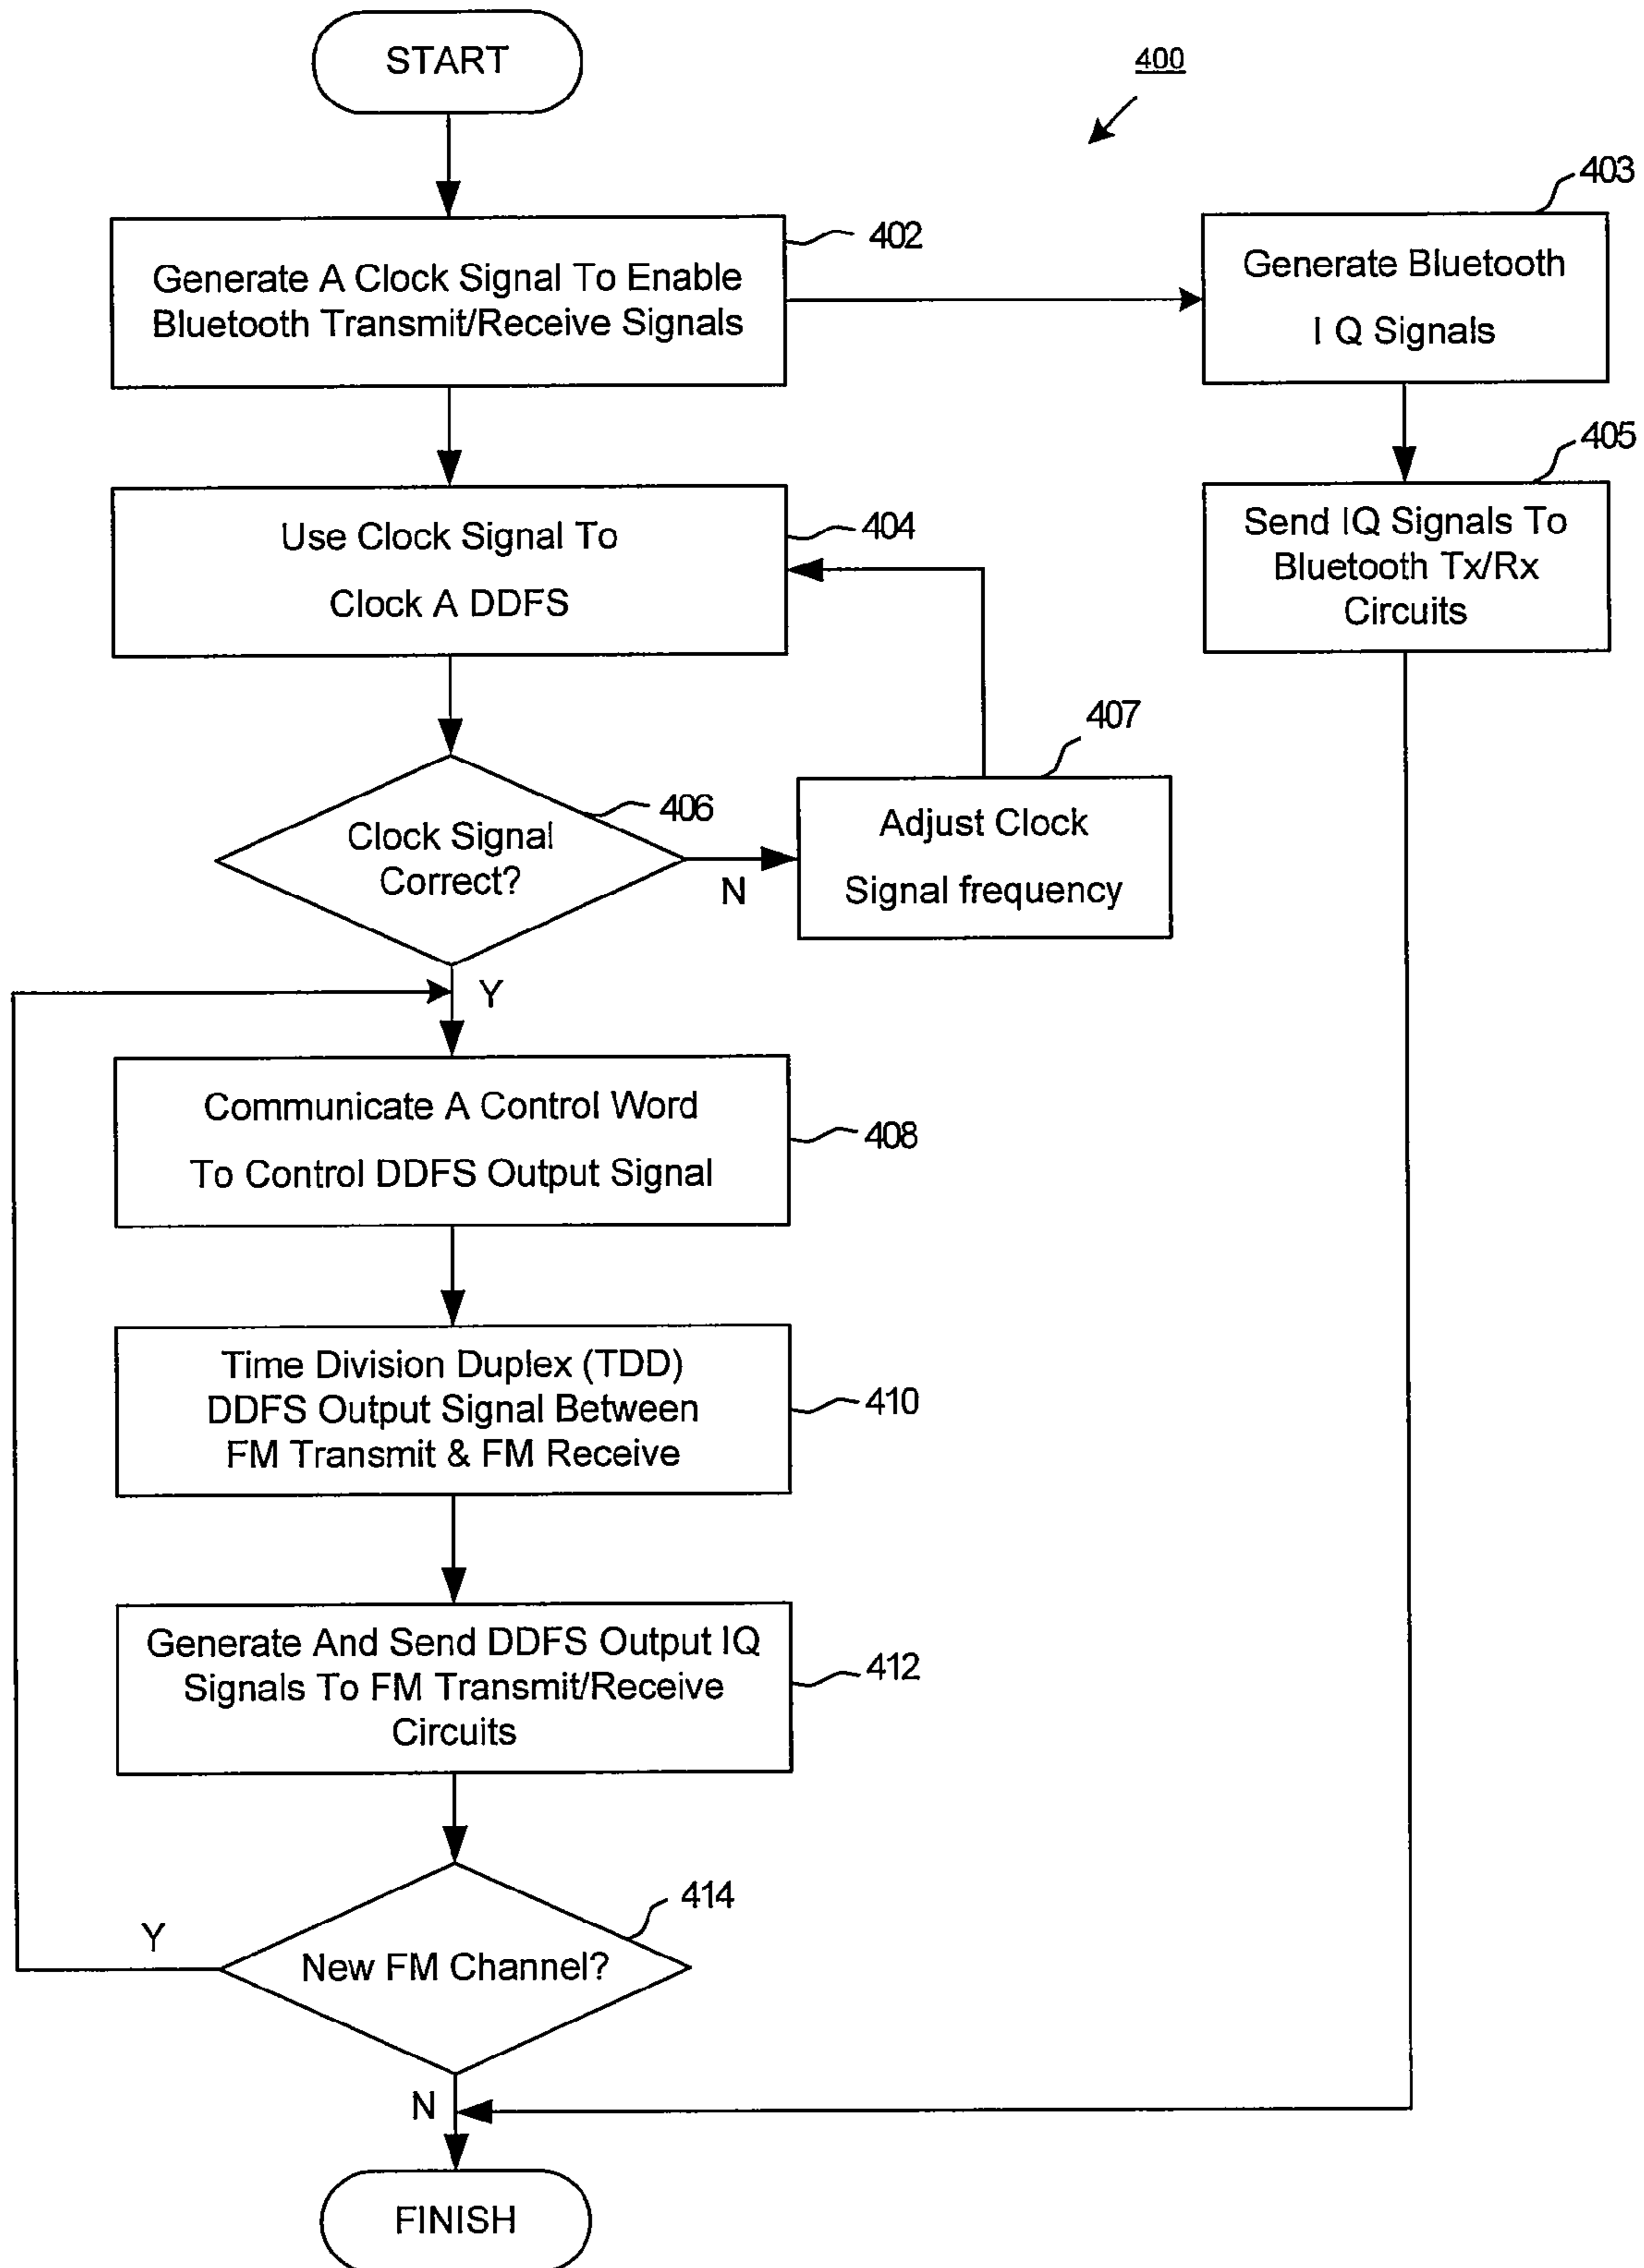 START
400
403
402
Generate A Clock Signal To Enable
Bluetooth Transmit/Receive Signals
Generate Bluetooth
I Q Signals
405
404
Use Clock Signal To
Clock A DDFS
Send IQ Signals To
Bluetooth Tx/Rx
Circuits
407
406
Clock Signal
Correct?
N
Adjust Clock
Signal frequency
Y
Communicate A Control Word
To Control DDFS Output Signal
408
Time Division Duplex (TDD)
DDFS Output Signal Between
FM Transmit & FM Receive
410
Generate And Send DDFS Output IQ
Signals To FM Transmit/Receive
Circuits
412
414
Y
New FM Channel?
N
FINISH